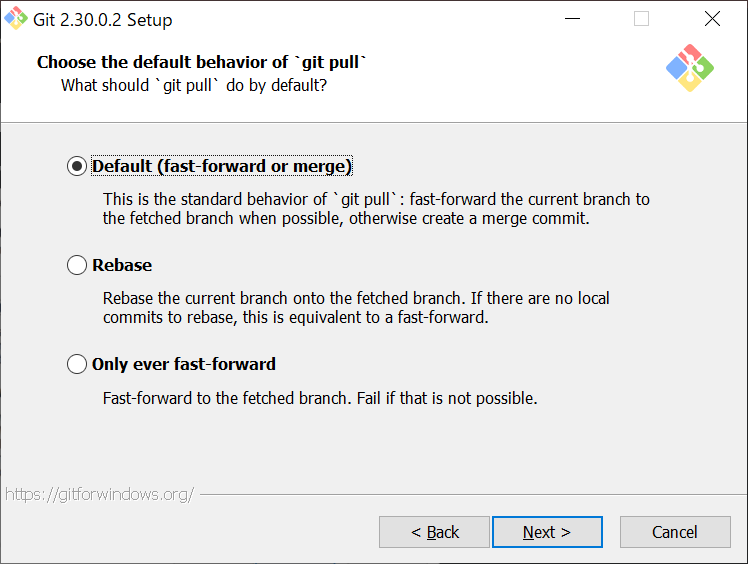 Git 2.30.0.2 Setup
Choose the default behavior of `git pull`
What should `git pull` do by default?
Default (fast-forward or merge)
This is the standard behavior of `git pull`: fast-forward the current branch to
the fetched branch when possible, otherwise create a merge commit.
Rebase
Rebase the current branch onto the fetched branch. If there are no local
commits to rebase, this is equivalent to a fast-forward.
Only ever fast-forward
Fast-forward to the fetched branch. Fail if that is not possible.
https://gitforwindows.org/
< Back Next > Cancel